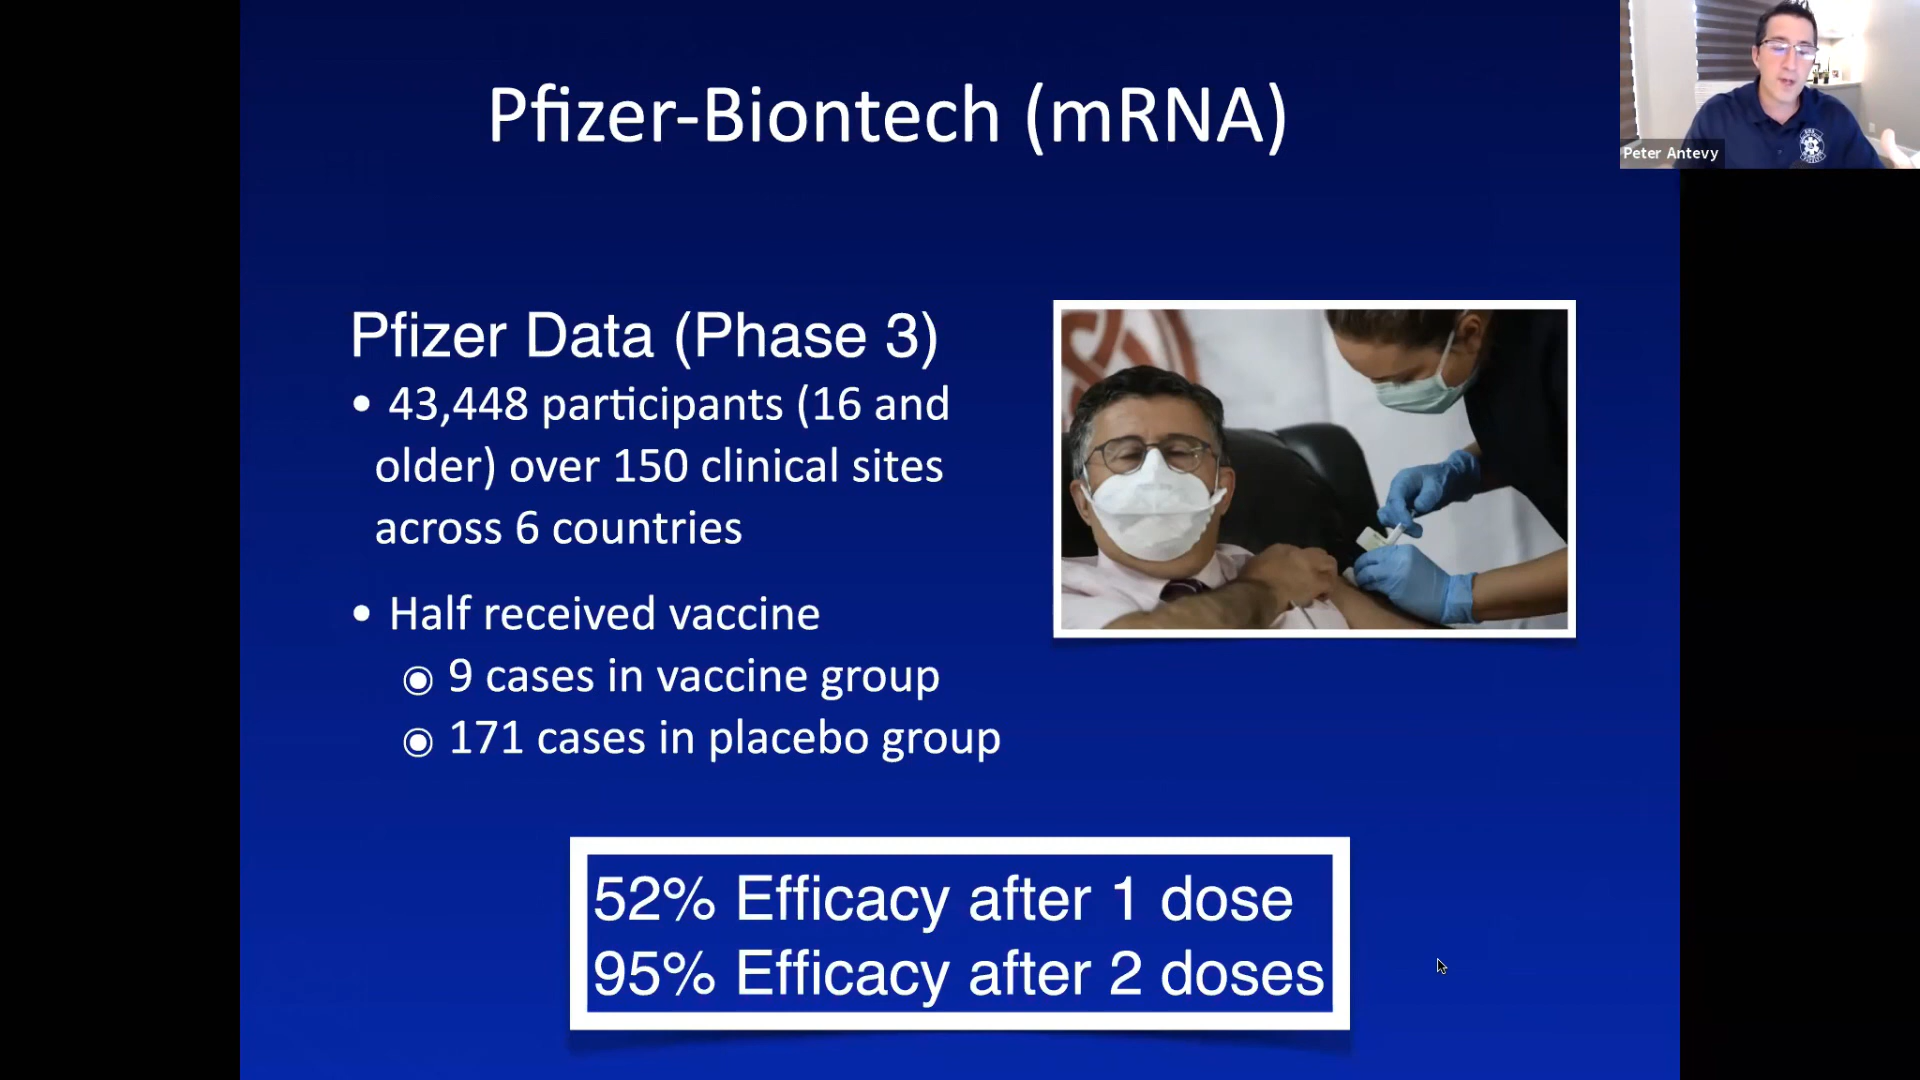 Pfizer-Biontech (mRNA)
Peter Antevy
Pfizer Data (Phase 3)
• 43,448 participants (16 and
older) over 150 clinical sites
across 6 countries
• Half received vaccine
◉ 9 cases in vaccine group
◉ 171 cases in placebo group
52% Efficacy after 1 dose
95% Efficacy after 2 doses